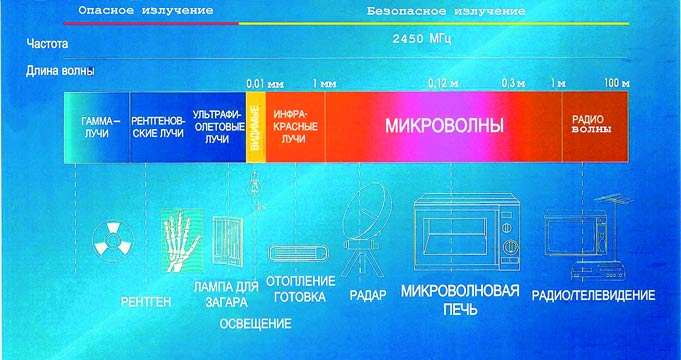 Опасное излучение
Безопасное излучение
Частота
2450 МГц
Длина волны
0,01 мм
1 мм
0,12 м
0,3 м
1 м
100 м
ГАММА–
ЛУЧИ
РЕНТГЕНОВ-
СКИЕ ЛУЧИ
УЛЬТРАФИ-
ОЛЕТОВЫЕ
ЛУЧИ
ВИДИМЫЕ
ИНФРА-
КРАСНЫЕ
ЛУЧИ
МИКРОВОЛНЫ
РАДИО
ВОЛНЫ
РЕНТГЕН
ЛАМПА ДЛЯ
ЗАГАРА
ОСВЕЩЕНИЕ
ОТОПЛЕНИЕ
ГОТОВКА
РАДАР
МИКРОВОЛНОВАЯ
ПЕЧЬ
РАДИО/ТЕЛЕВИДЕНИЕ